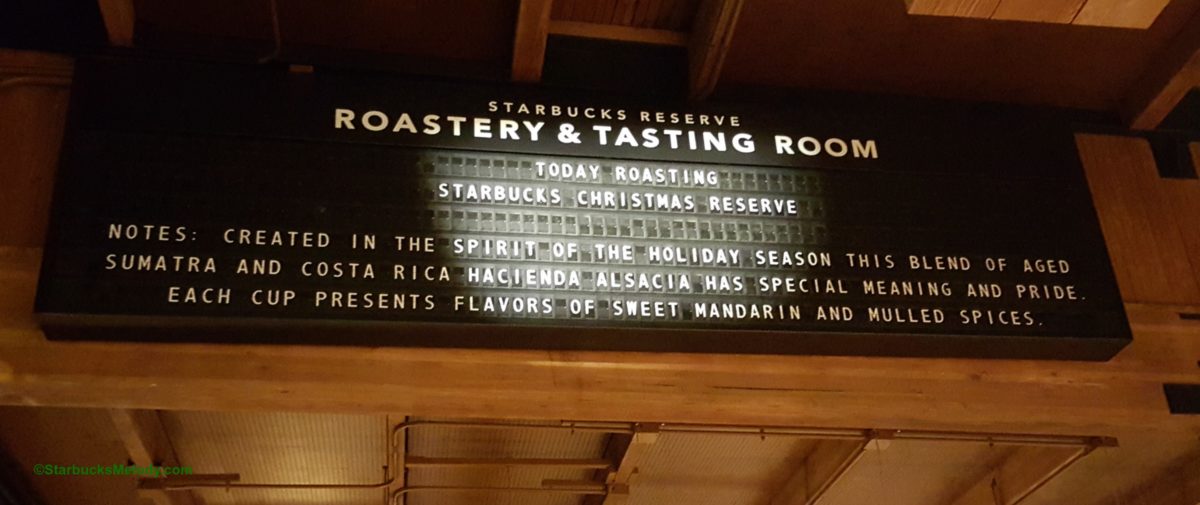 STARBUCKS RESERVE
ROASTERY & TASTING ROOM
TODAY ROASTING
STARBUCKS CHRISTMAS RESERVE
NOTES: CREATED IN THE SPIRIT OF THE HOLIDAY SEASON THIS BLEND OF AGED
SUMATRA AND COSTA RICA HACIENDA ALSACIA HAS SPECIAL MEANING AND PRIDE.
EACH CUP PRESENTS FLAVORS OF SWEET MANDARIN AND MULLED SPICES.
©StarbucksMelody.com